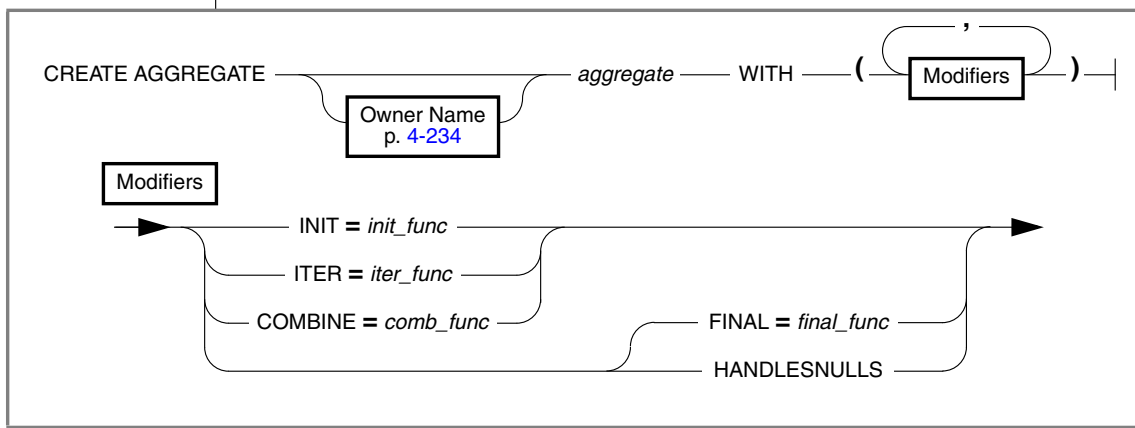 ,
CREATE AGGREGATE aggregate WITH ( Modifiers )
Owner Name
p. 4-234
Modifiers
INIT = init_func
ITER = iter_func
COMBINE = comb_func
FINAL = final_func
HANDLESNULLS